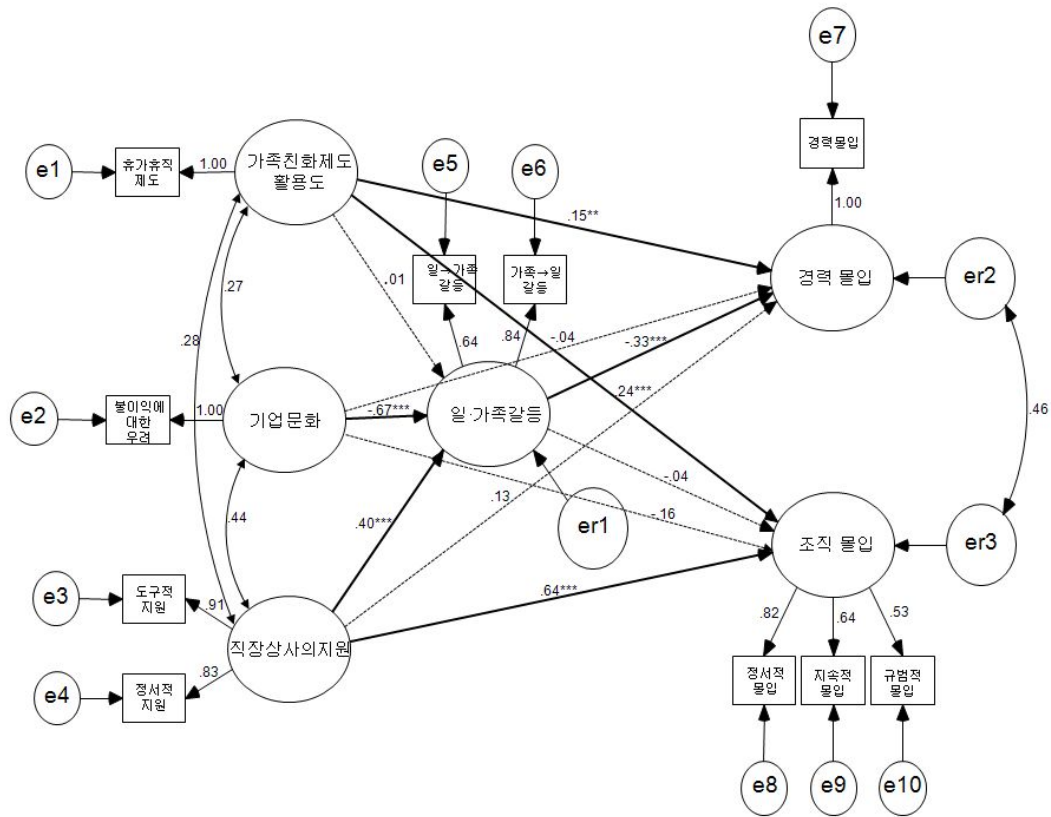 e7
경력몰입
1.00
e1
휴가휴직
제도
1.00
가족친화제도
활용도
e5
e6
일→가족
갈등
가족→일
갈등
.15**
.01
.64
.84
경력 몰입
er2
.27
.28
-.04
-.33***
.24***
e2
불이익에
대한
우려
1.00
기업문화
-.67***
일·가족갈등
.46
-.04
.13
-.16
.44
.40***
er1
조직 몰입
er3
e3
도구적
지원
.91
.64***
직장상사의지원
.83
e4
정서적
지원
.82
.64
.53
정서적
몰입
지속적
몰입
규범적
몰입
e8
e9
e10